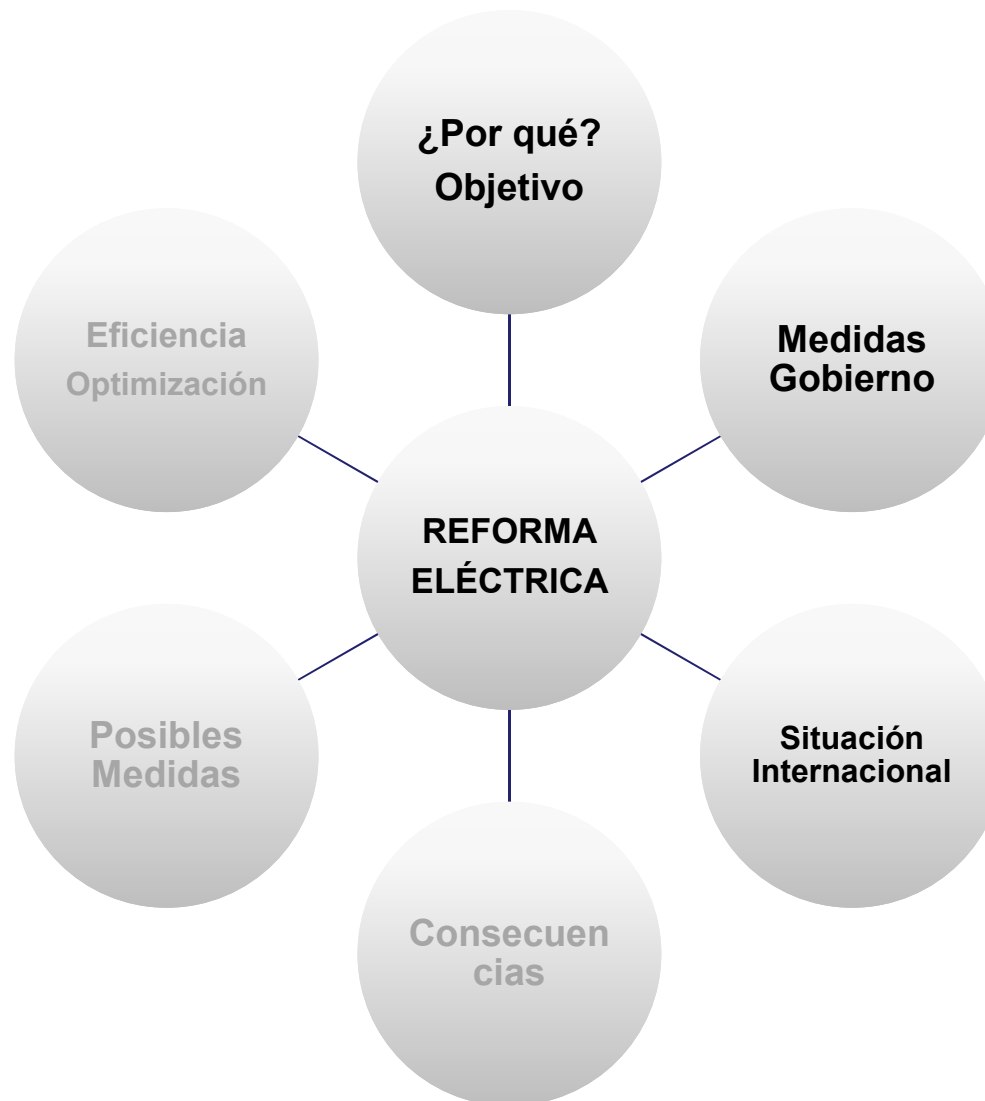 ¿Por qué?
Objetivo
Eficiencia
Optimización
Medidas
Gobierno
REFORMA
ELÉCTRICA
Posibles
Medidas
Situación
Internacional
Consecuen
cias